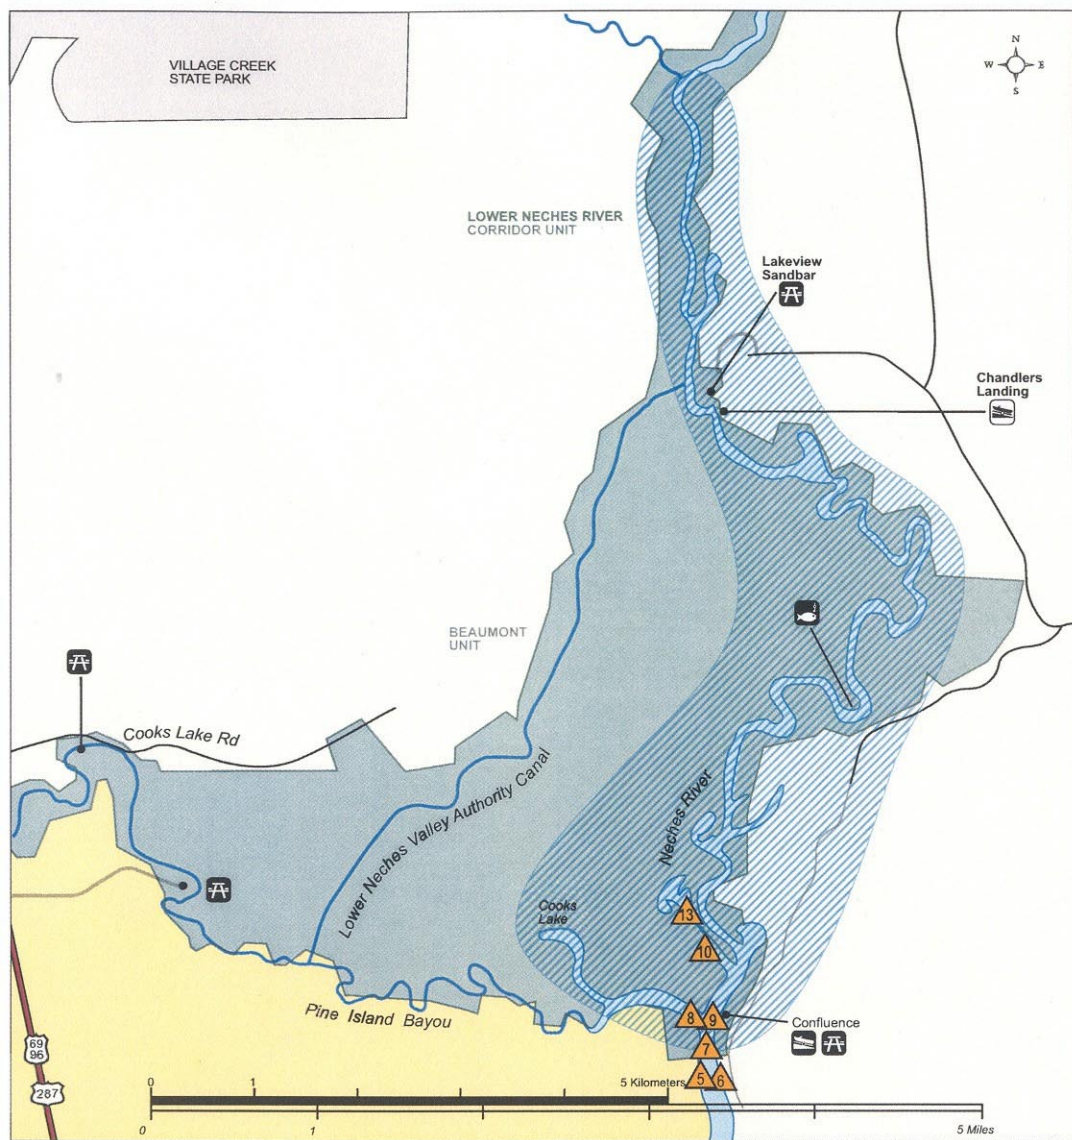 VILLAGE CREEK
STATE PARK
N
W E
S
LOWER NECHES RIVER
CORRIDOR UNIT
Lakeview
Sandbar
Chandlers
Landing
BEAUMONT
UNIT
Cooks Lake Rd
Lower Neches Valley Authority Canal
Neches River
Cooks
Lake
13
10
8
9
7
5
6
Pine Island Bayou
Confluence
69
96
287
0 1 5 Kilometers
0 1 5 Miles